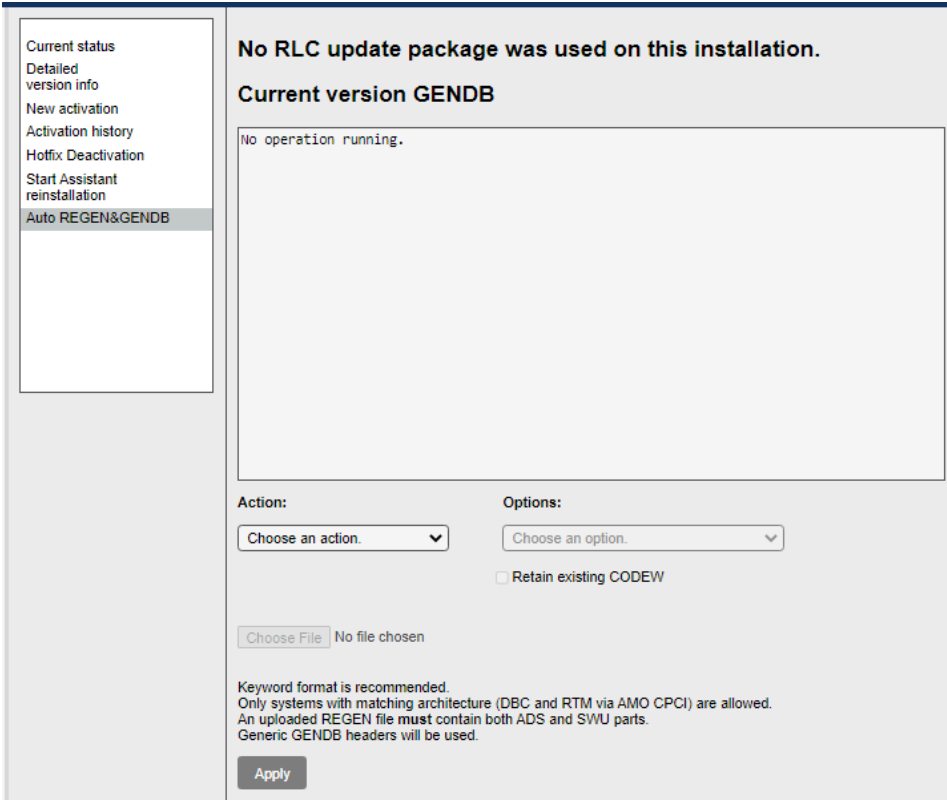 Current status
Detailed
version info
New activation
Activation history
Hotfix Deactivation
Start Assistant
reinstallation
Auto REGEN&GENDB
No RLC update package was used on this installation.
Current version GENDB
No operation running.
Action:
Options:
Choose an action.
Choose an option.
Retain existing CODEW
Choose File No file chosen
Keyword format is recommended.
Only systems with matching architecture (DBC and RTM via AMO CPCI) are allowed.
An uploaded REGEN file must contain both ADS and SWU parts.
Generic GENDB headers will be used.
Apply